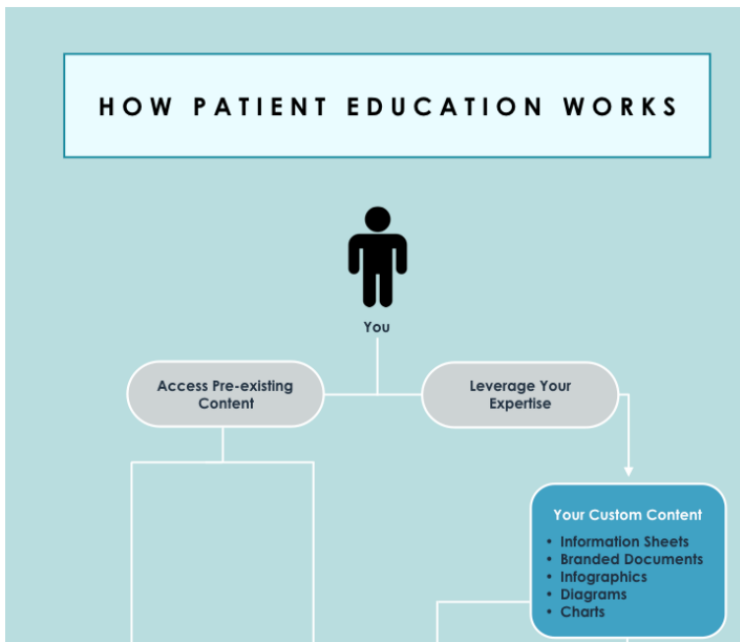 HOW PATIENT EDUCATION WORKS
You
Access Pre-existing
Content
Leverage Your
Expertise
Your Custom Content
• Information Sheets
• Branded Documents
• Infographics
• Diagrams
• Charts